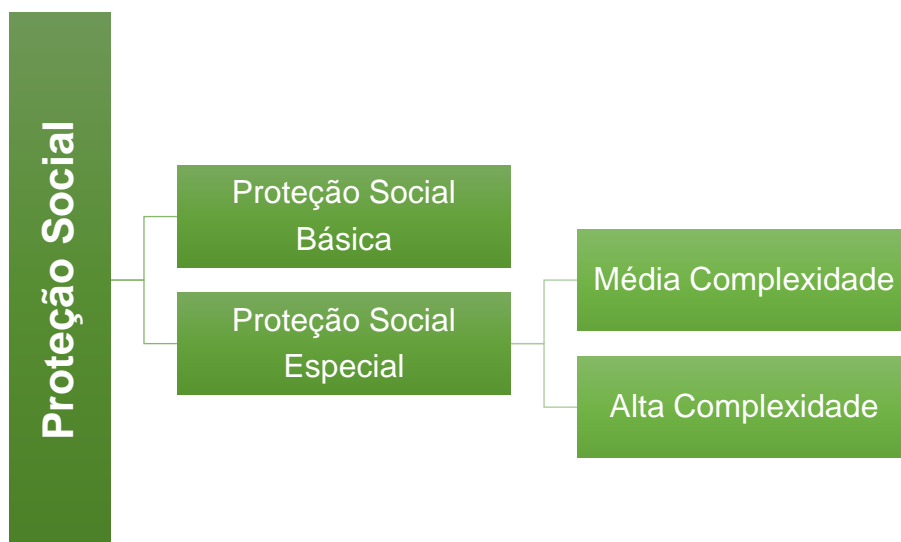 Proteção Social
Proteção Social
Básica
Proteção Social
Especial
Média Complexidade
Alta Complexidade